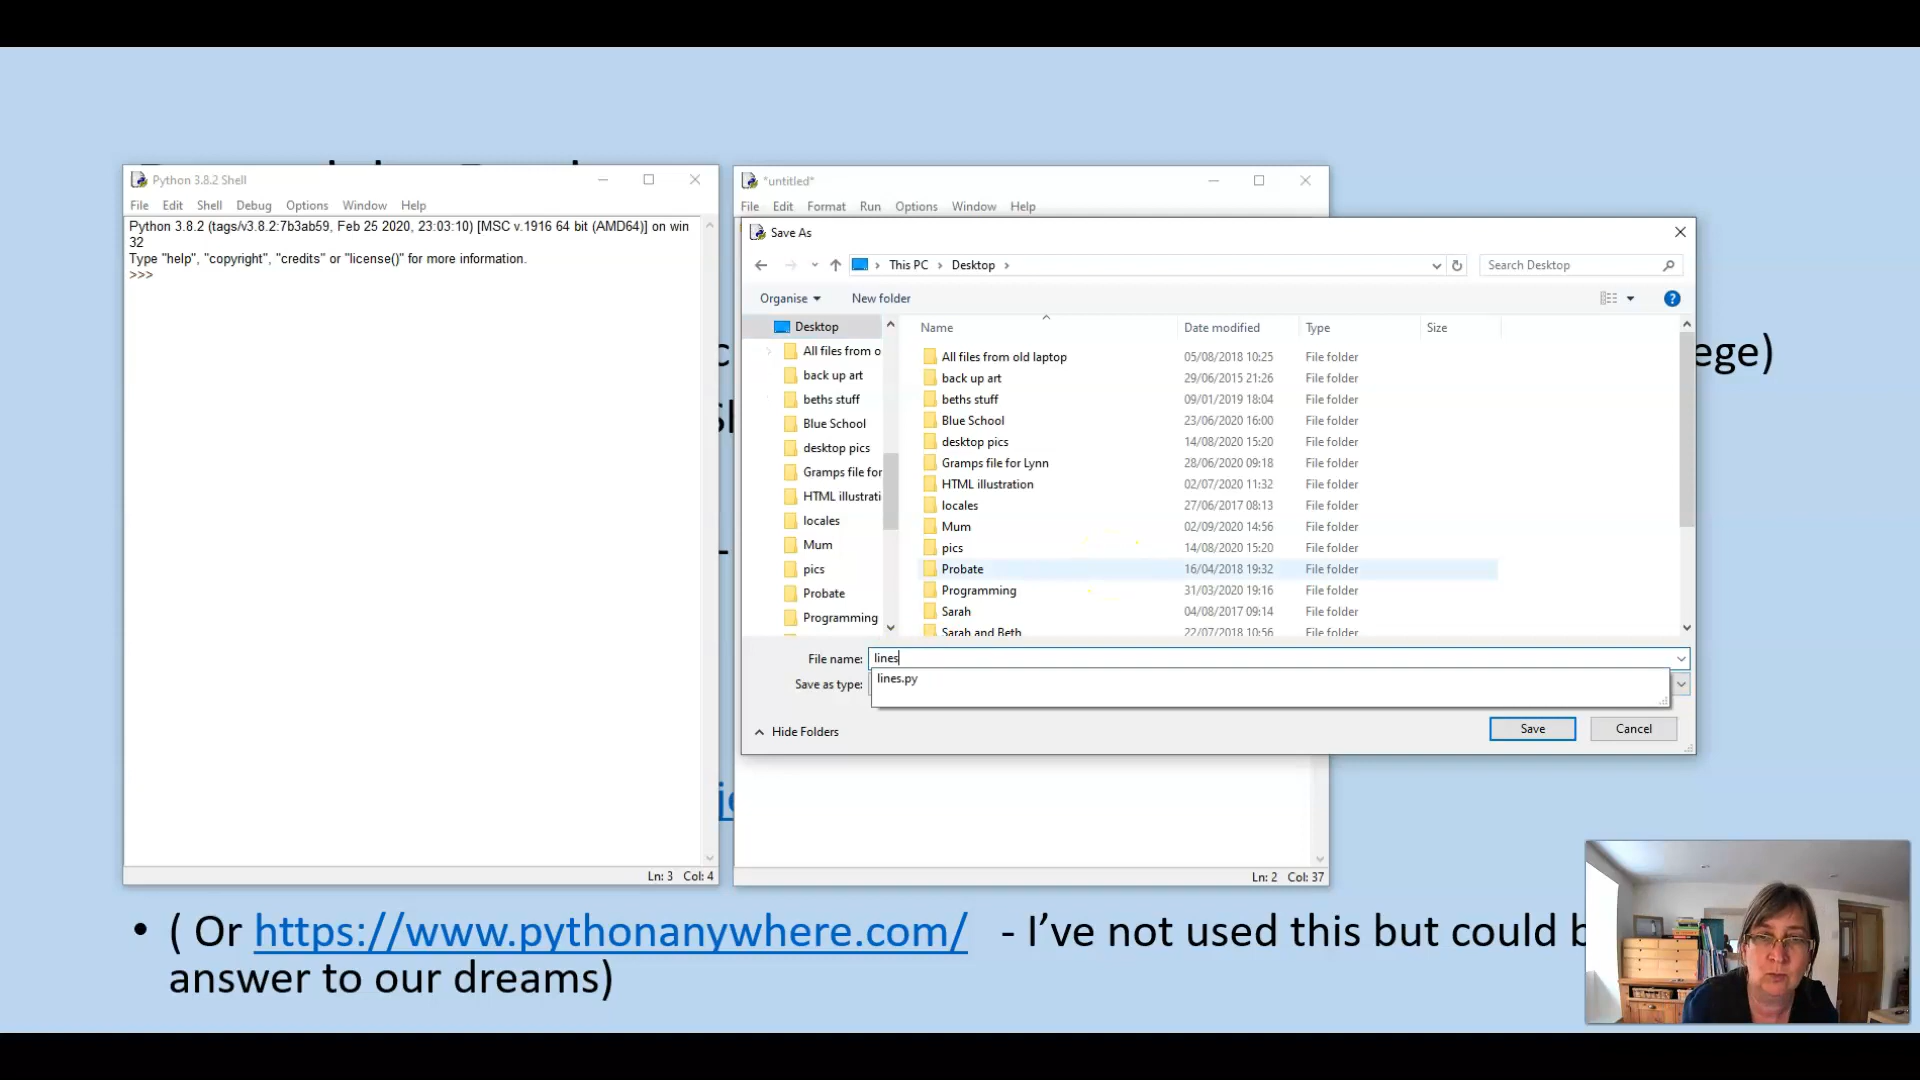 Python 3.8.2 Shell
File Edit Shell Debug Options Window Help
Python 3.8.2 (tags/v3.8.2:7b3ab59, Feb 25 2020, 23:03:10) [MSC v.1916 64 bit (AMD64)] on win
32
Type "help", "copyright", "credits" or "license()" for more information.
>>>
Ln: 3 Col: 4
*untitled*
File Edit Format Run Options Window Help
Save As
This PC > Desktop >
Search Desktop
Organise
New folder
Desktop
All files from o
back up art
beths stuff
Blue School
desktop pics
Gramps file for
HTML illustrati
locales
Mum
pics
Probate
Programming
Name Date modified Type Size
All files from old laptop 05/08/2018 10:25 File folder
back up art 29/06/2015 21:26 File folder
beths stuff 09/01/2019 18:04 File folder
Blue School 23/06/2020 16:00 File folder
desktop pics 14/08/2020 15:20 File folder
Gramps file for Lynn 28/06/2020 09:18 File folder
HTML illustration 02/07/2020 11:32 File folder
locales 27/06/2017 08:13 File folder
Mum 02/09/2020 14:56 File folder
pics 14/08/2020 15:20 File folder
Probate 16/04/2018 19:32 File folder
Programming 31/03/2020 19:16 File folder
Sarah 04/08/2017 09:14 File folder
Sarah and Beth 22/07/2018 10:56 File folder
File name: lines
lines.py
Save as type:
Hide Folders
Save
Cancel
Ln: 2 Col: 37
ege)
• ( Or https://www.pythonanywhere.com/ - I’ve not used this but could b
answer to our dreams)